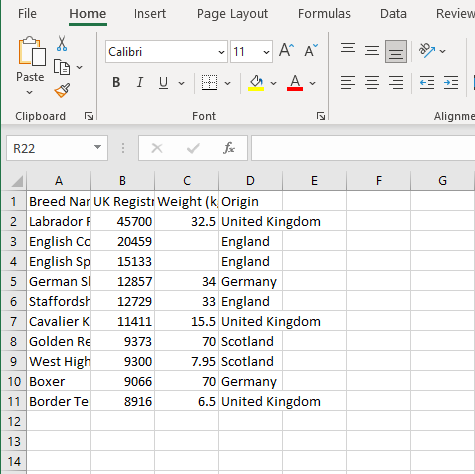 File Home Insert Page Layout Formulas Data Review
Paste Calibri 11 A A
B I U A ab
Clipboard Font Alignme
R22 fx
A B C D E F G
1 Breed Nar UK Registr Weight (k Origin
2 Labrador F 45700 32.5 United Kingdom
3 English Co 20459 England
4 English Sp 15133 England
5 German Sl 12857 34 Germany
6 Staffordsh 12729 33 England
7 Cavalier K 11411 15.5 United Kingdom
8 Golden Re 9373 70 Scotland
9 West High 9300 7.95 Scotland
10 Boxer 9066 70 Germany
11 Border Te 8916 6.5 United Kingdom
12
13
14